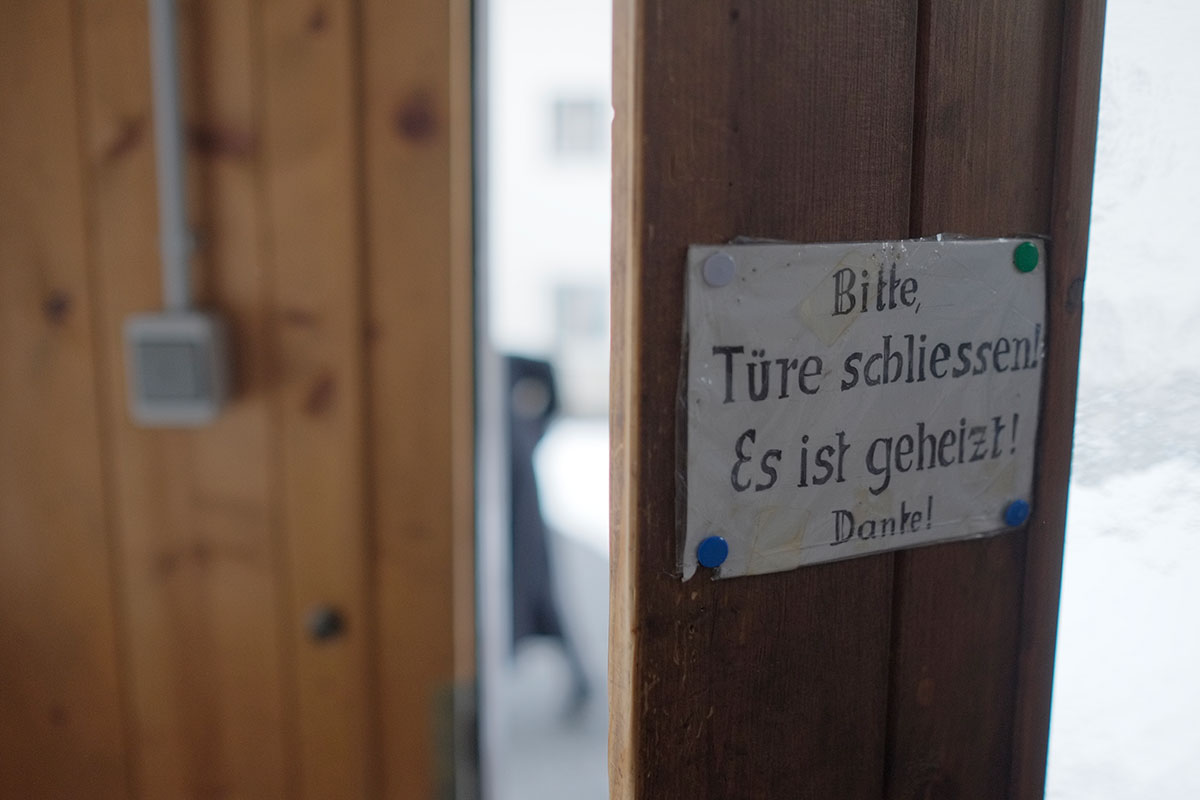 Bitte,
Türe schliessen!
Es ist geheizt!
Danke!